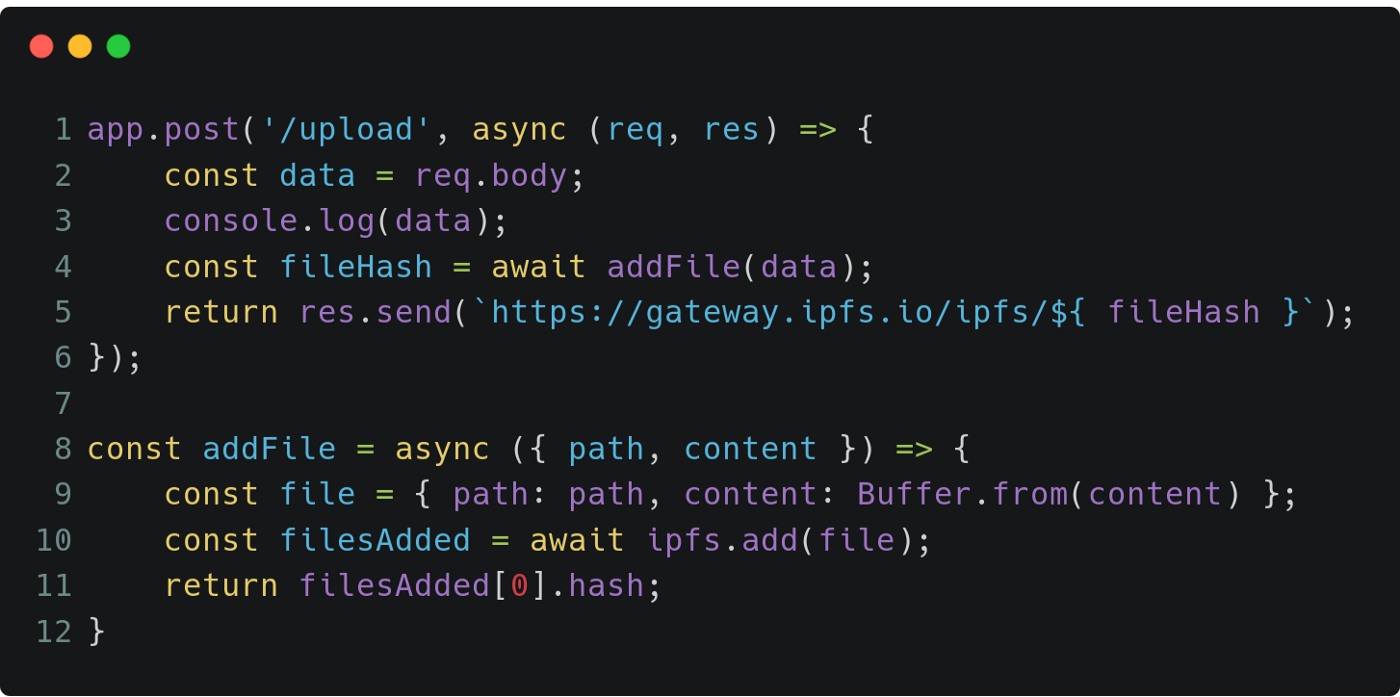 1 app.post('/upload', async (req, res) => {
2     const data = req.body;
3     console.log(data);
4     const fileHash = await addFile(data);
5     return res.send(`https://gateway.ipfs.io/ipfs/${ fileHash }`);
6 });
7
8 const addFile = async ({ path, content }) => {
9     const file = { path: path, content: Buffer.from(content) };
10     const filesAdded = await ipfs.add(file);
11     return filesAdded[0].hash;
12 }